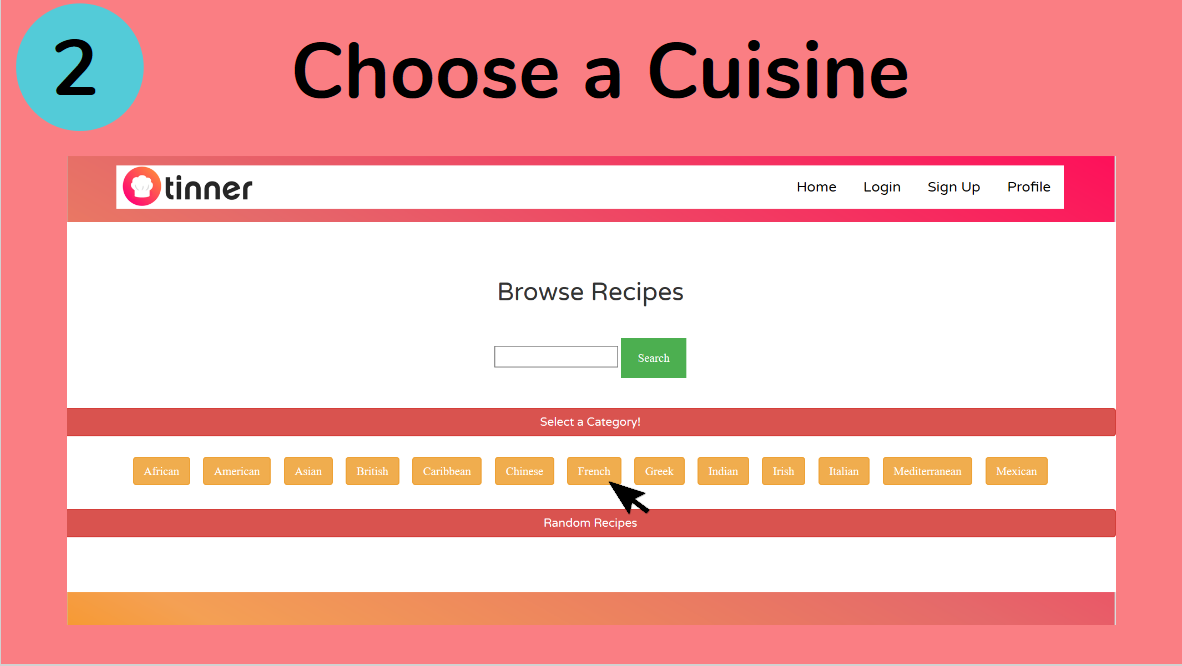 2
Choose a Cuisine
tinner
Home Login Sign Up Profile
Browse Recipes
Search
Select a Category!
African American Asian British Caribbean Chinese French Greek Indian Irish Italian Mediterranean Mexican
Random Recipes